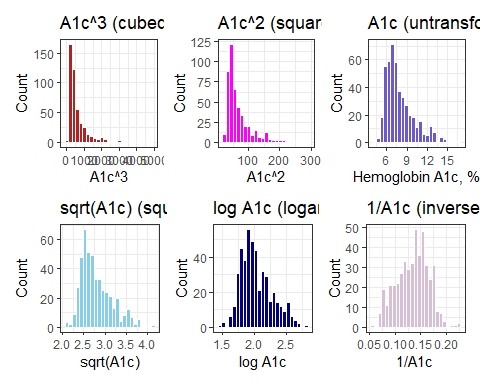 A1c^3 (cubed
A1c^2 (squar
A1c (untransfo
Count
150
100
50
0
A1c^3
Count
125
100
75
50
25
0
100
200
300
A1c^2
Count
60
40
20
0
6
9
12
15
Hemoglobin A1c, %
sqrt(A1c) (squ
log A1c (logar
1/A1c (inverse
Count
60
40
20
0
2.0 2.5 3.0 3.5 4.0
sqrt(A1c)
Count
40
20
0
1.5
2.0
2.5
log A1c
Count
50
40
30
20
10
0
0.05 0.10 0.15 0.20
1/A1c